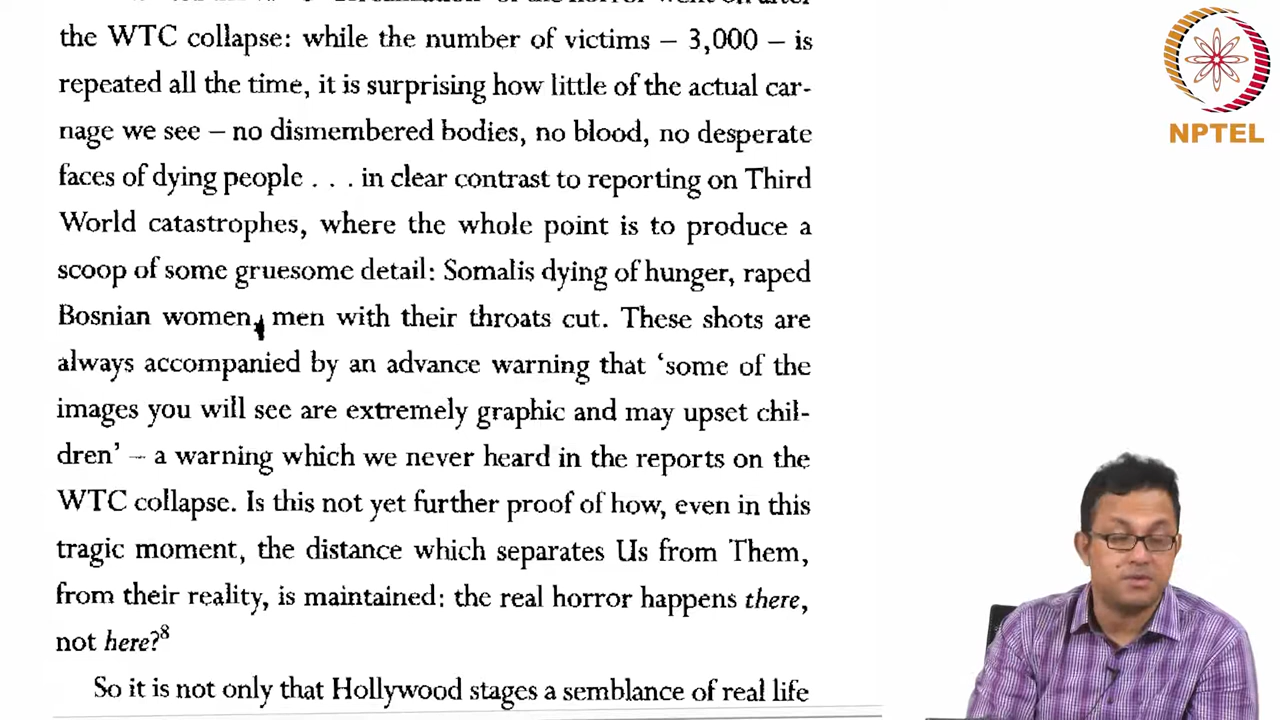 the WTC collapse: while the number of victims – 3,000 – is
repeated all the time, it is surprising how little of the actual car-
nage we see – no dismembered bodies, no blood, no desperate
faces of dying people . . . in clear contrast to reporting on Third
World catastrophes, where the whole point is to produce a
scoop of some gruesome detail: Somalis dying of hunger, raped
Bosnian women, men with their throats cut. These shots are
always accompanied by an advance warning that ‘some of the
images you will see are extremely graphic and may upset chil-
dren’ – a warning which we never heard in the reports on the
WTC collapse. Is this not yet further proof of how, even in this
tragic moment, the distance which separates Us from Them,
from their reality, is maintained: the real horror happens there,
not here?8
So it is not only that Hollywood stages a semblance of real life
NPTEL